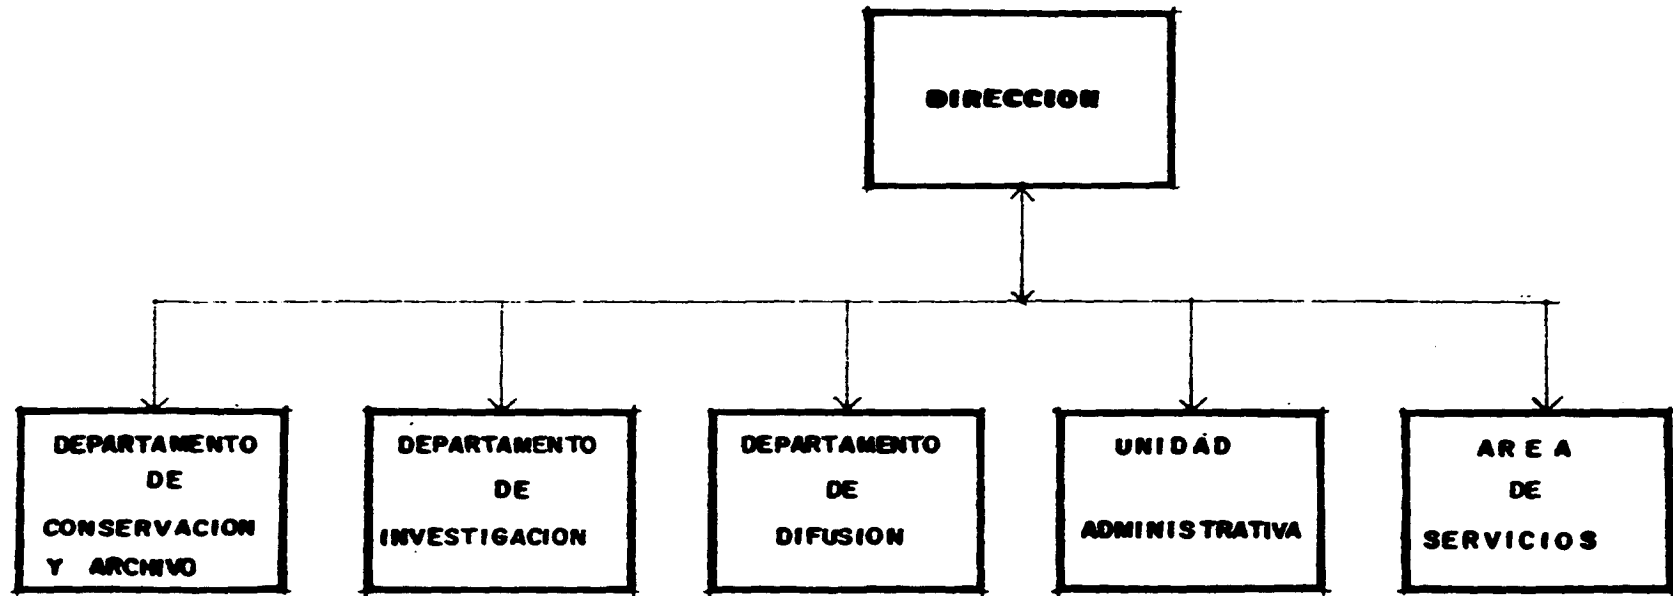 DIRECCION
DEPARTAMENTO
DE
CONSERVACION
Y ARCHIVO
DEPARTAMENTO
DE
INVESTIGACION
DEPARTAMENTO
DE
DIFUSION
UNIDAD
ADMINISTRATIVA
AREA
DE
SERVICIOS